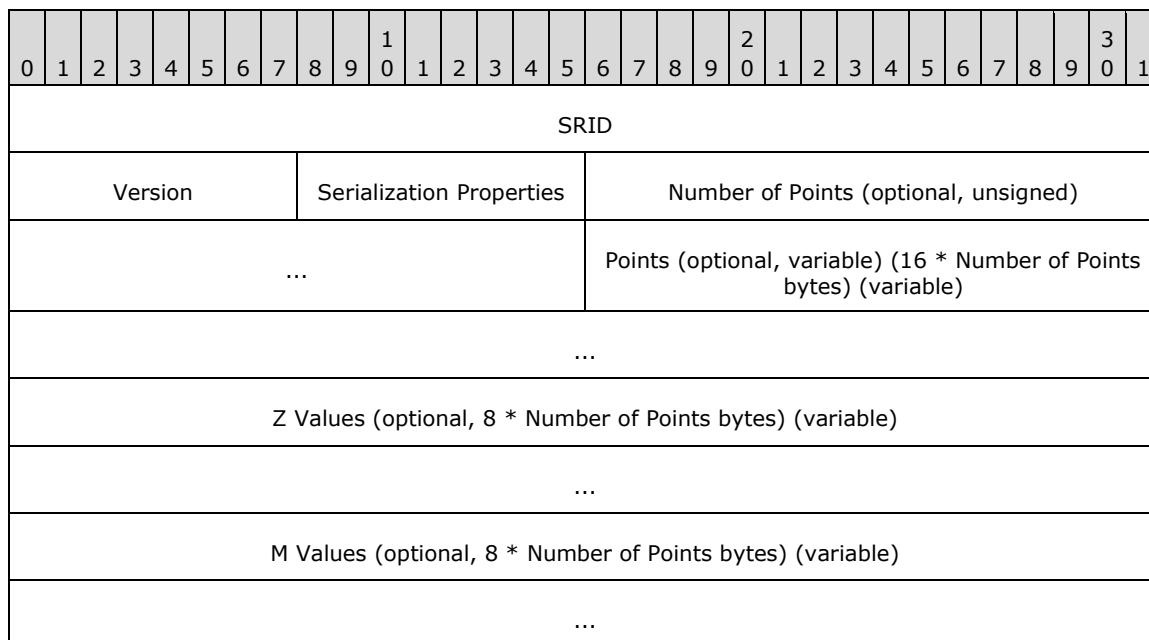 1 2 3
0 1 2 3 4 5 6 7 8 9 0 1 2 3 4 5 6 7 8 9 0 1 2 3 4 5 6 7 8 9 0 1
SRID
Version Serialization Properties Number of Points (optional, unsigned)
... Points (optional, variable) (16 * Number of Points
bytes) (variable)
...
Z Values (optional, 8 * Number of Points bytes) (variable)
...
M Values (optional, 8 * Number of Points bytes) (variable)
...